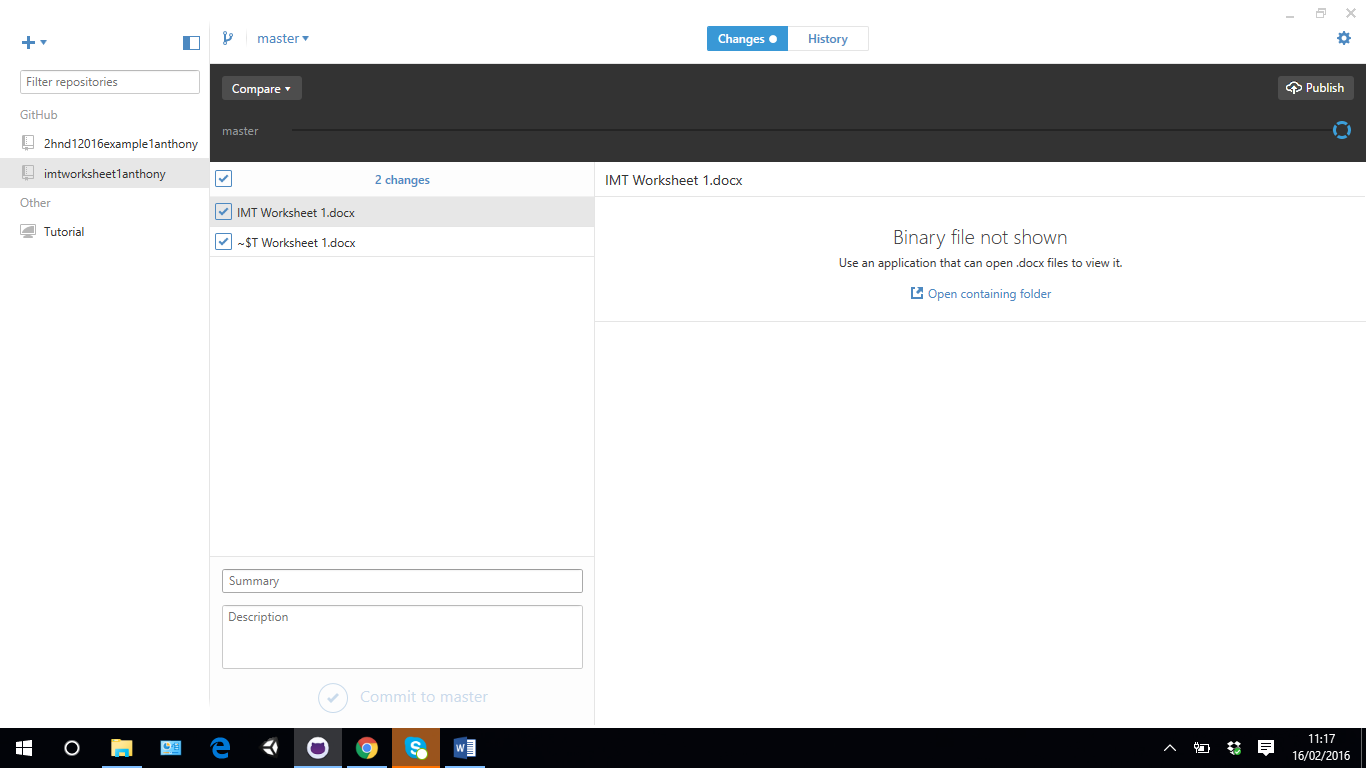 master
Changes
History
Filter repositories
GitHub
2hnd12016example1anthony
imtworksheet1anthony
Other
Tutorial
Compare
Publish
master
2 changes
IMT Worksheet 1.docx
~$T Worksheet 1.docx
IMT Worksheet 1.docx
Binary file not shown
Use an application that can open .docx files to view it.
Open containing folder
Summary
Description
Commit to master
11:17
16/02/2016